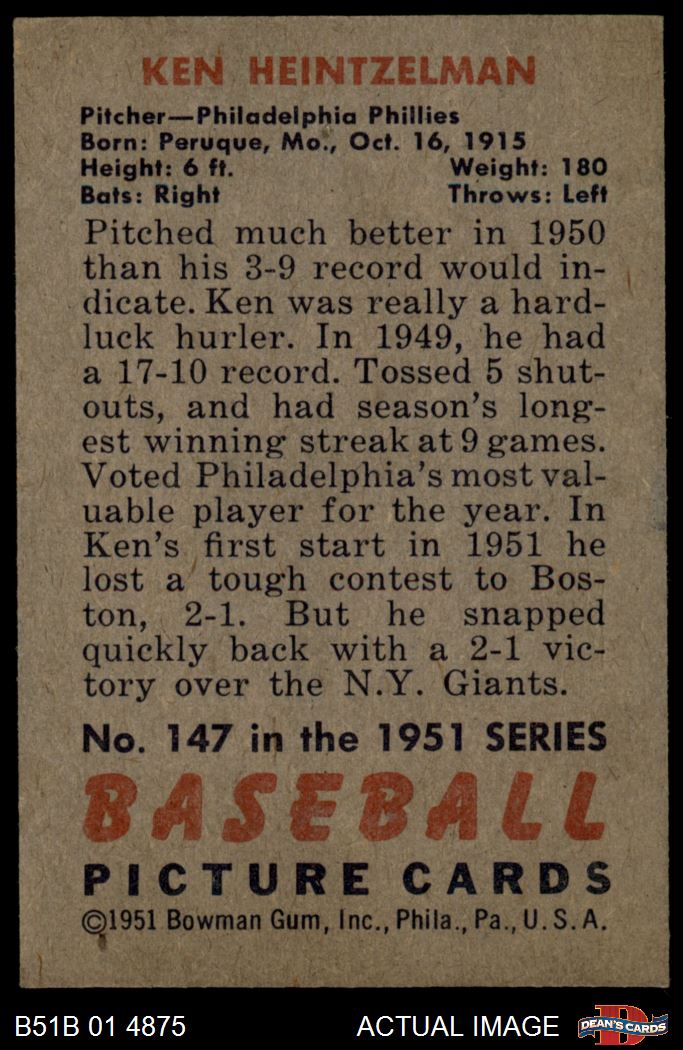 KEN HEINTZELMAN
Pitcher—Philadelphia Phillies
Born: Peruque, Mo., Oct. 16, 1915
Height: 6 ft. Weight: 180
Bats: Right Throws: Left
Pitched much better in 1950
than his 3-9 record would in-
dicate. Ken was really a hard-
luck hurler. In 1949, he had
a 17-10 record. Tossed 5 shut-
outs, and had season's long-
est winning streak at 9 games.
Voted Philadelphia's most val-
uable player for the year. In
Ken's first start in 1951 he
lost a tough contest to Bos-
ton, 2-1. But he snapped
quickly back with a 2-1 vic-
tory over the N.Y. Giants.
No. 147 in the 1951 SERIES
BASEBALL
PICTURE CARDS
©1951 Bowman Gum, Inc., Phila., Pa., U. S. A.
B51B 01 4875 ACTUAL IMAGE
D
DEAN'S CARDS